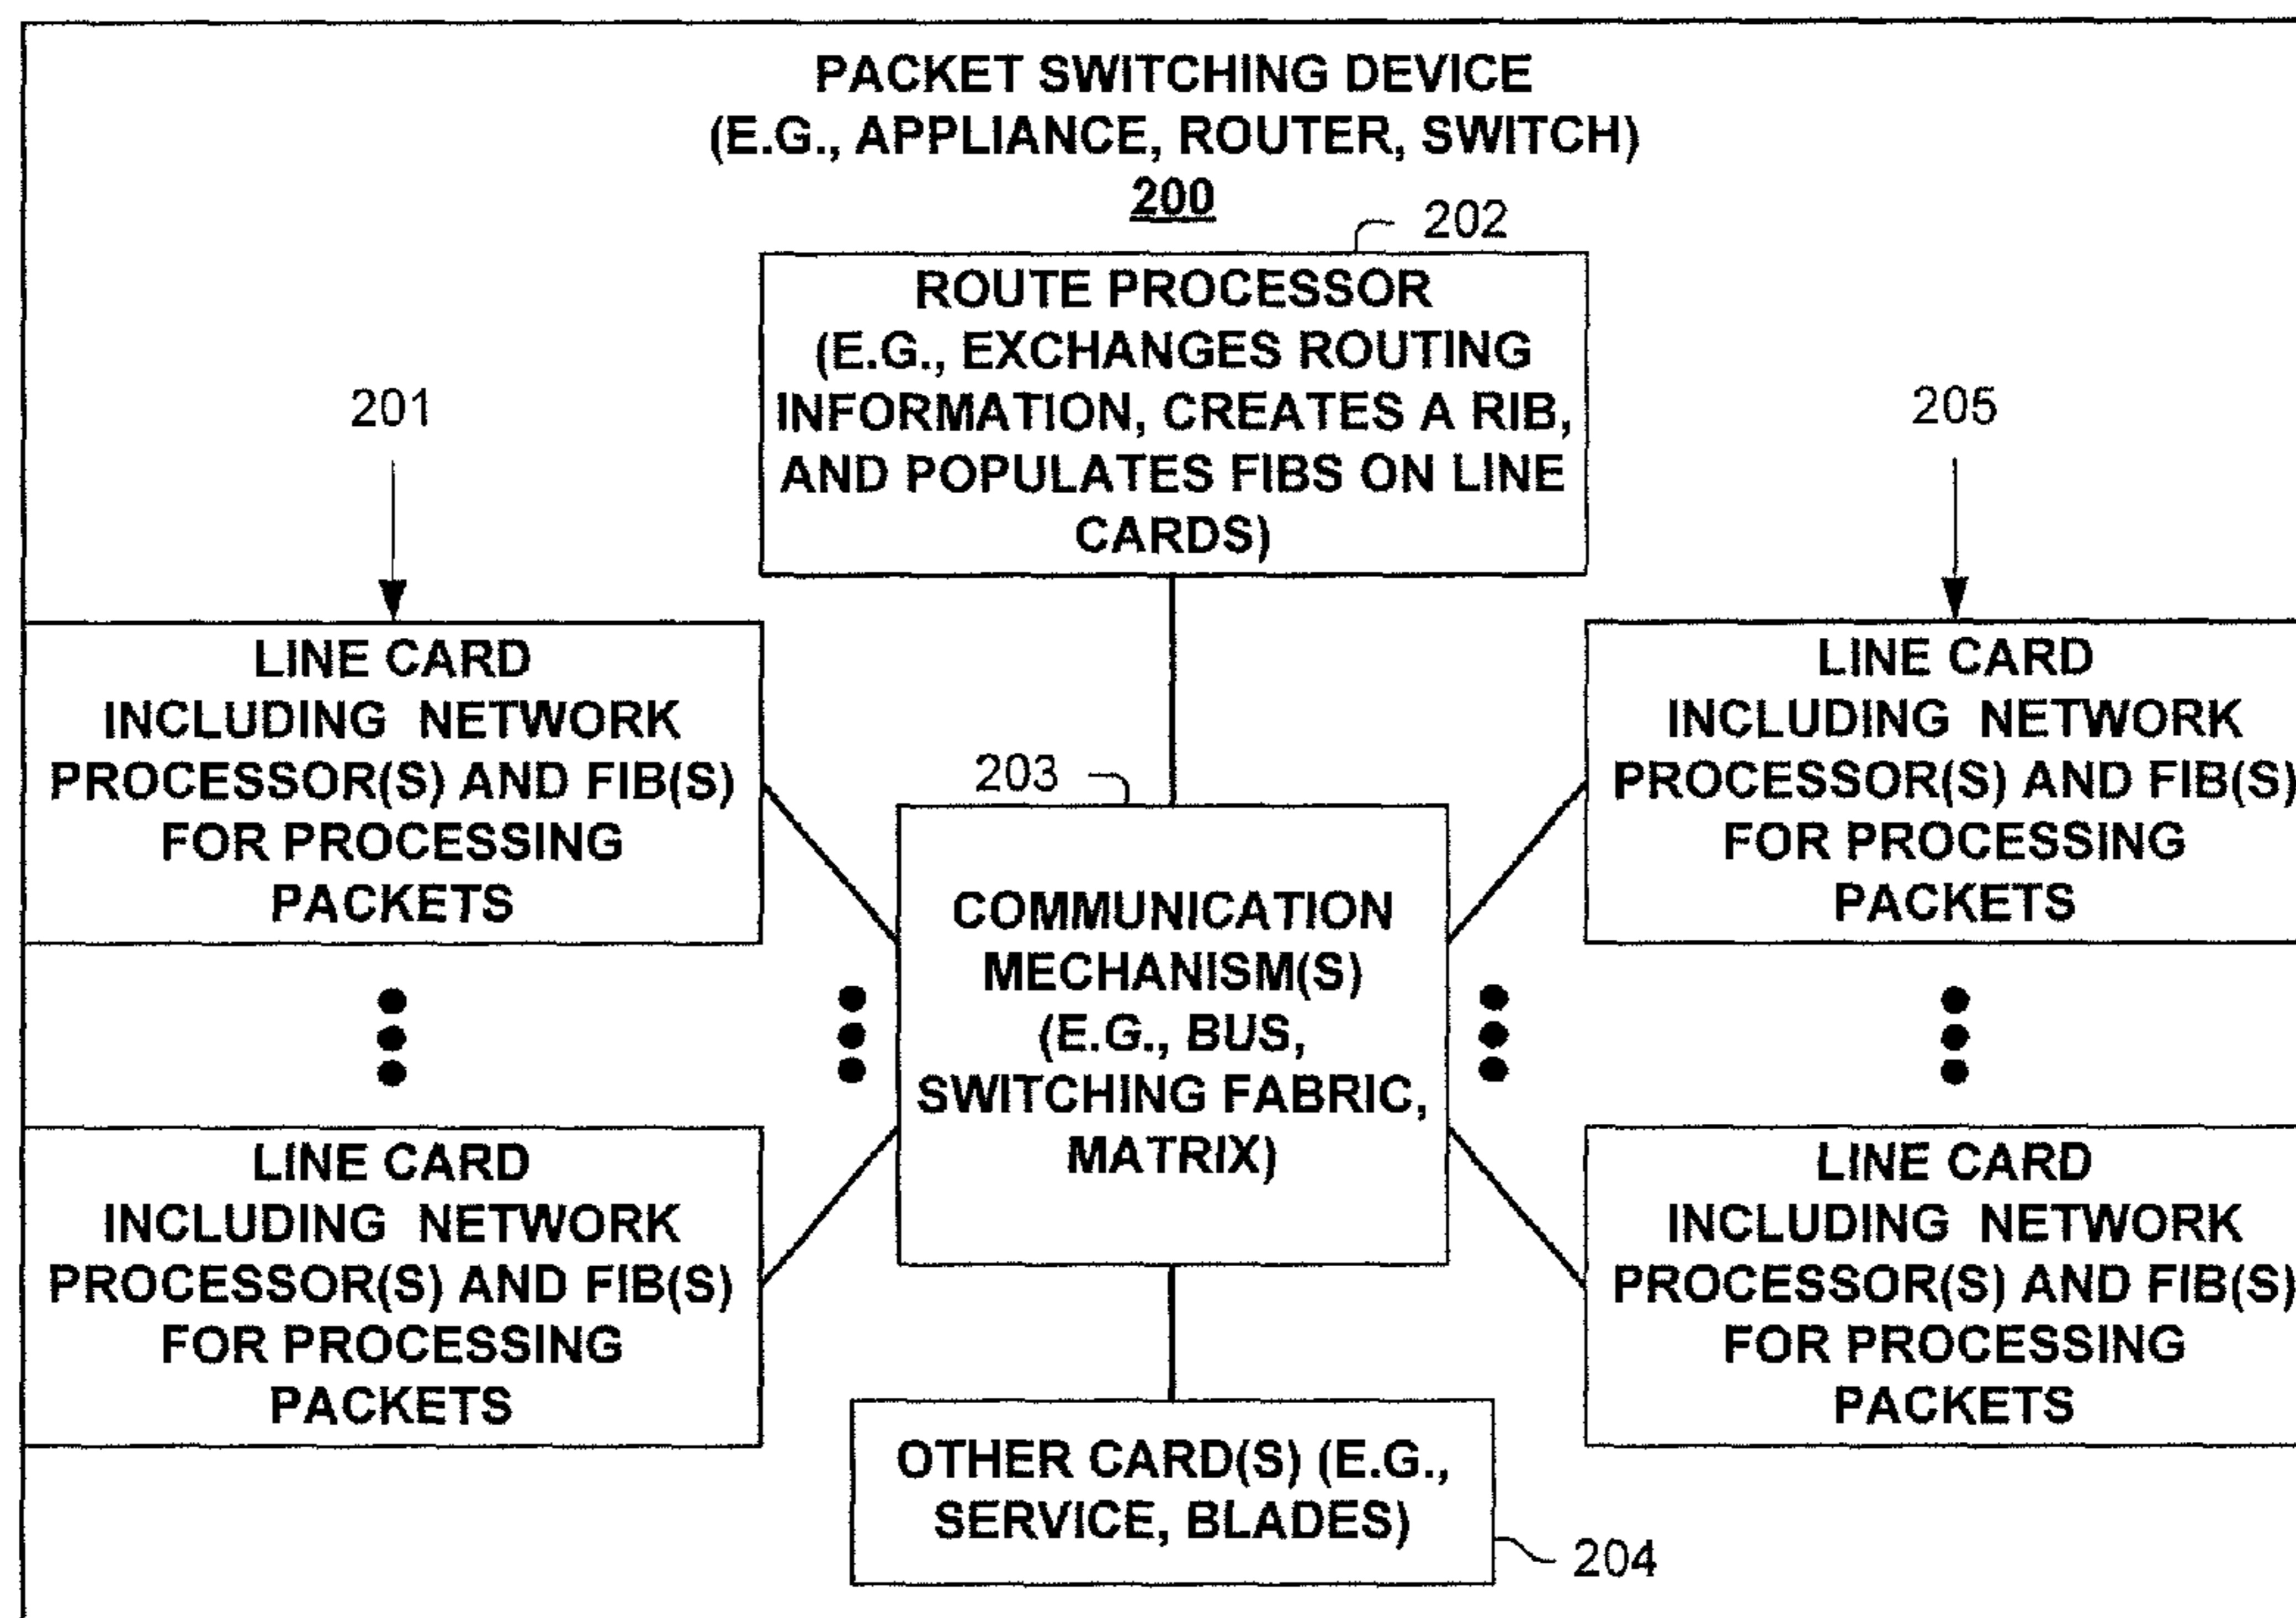 PACKET SWITCHING DEVICE
(E.G., APPLIANCE, ROUTER, SWITCH)
200
202
ROUTE PROCESSOR
(E.G., EXCHANGES ROUTING
INFORMATION, CREATES A RIB,
AND POPULATES FIBS ON LINE
CARDS)
201
205
LINE CARD
INCLUDING NETWORK
PROCESSOR(S) AND FIB(S)
FOR PROCESSING
PACKETS
LINE CARD
INCLUDING NETWORK
PROCESSOR(S) AND FIB(S)
FOR PROCESSING
PACKETS
203
COMMUNICATION
MECHANISM(S)
(E.G., BUS,
SWITCHING FABRIC,
MATRIX)
LINE CARD
INCLUDING NETWORK
PROCESSOR(S) AND FIB(S)
FOR PROCESSING
PACKETS
LINE CARD
INCLUDING NETWORK
PROCESSOR(S) AND FIB(S)
FOR PROCESSING
PACKETS
OTHER CARD(S) (E.G.,
SERVICE, BLADES)
204